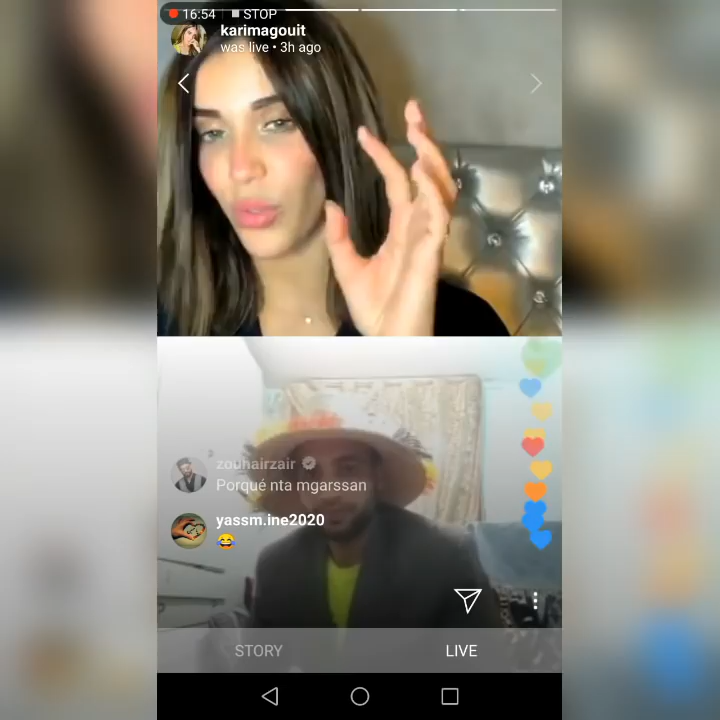 16:54 STOP
karimagouit
was live • 3h ago
zouhairzair
Porqué nta mgarssan
yassm.ine2020
😂
STORY LIVE